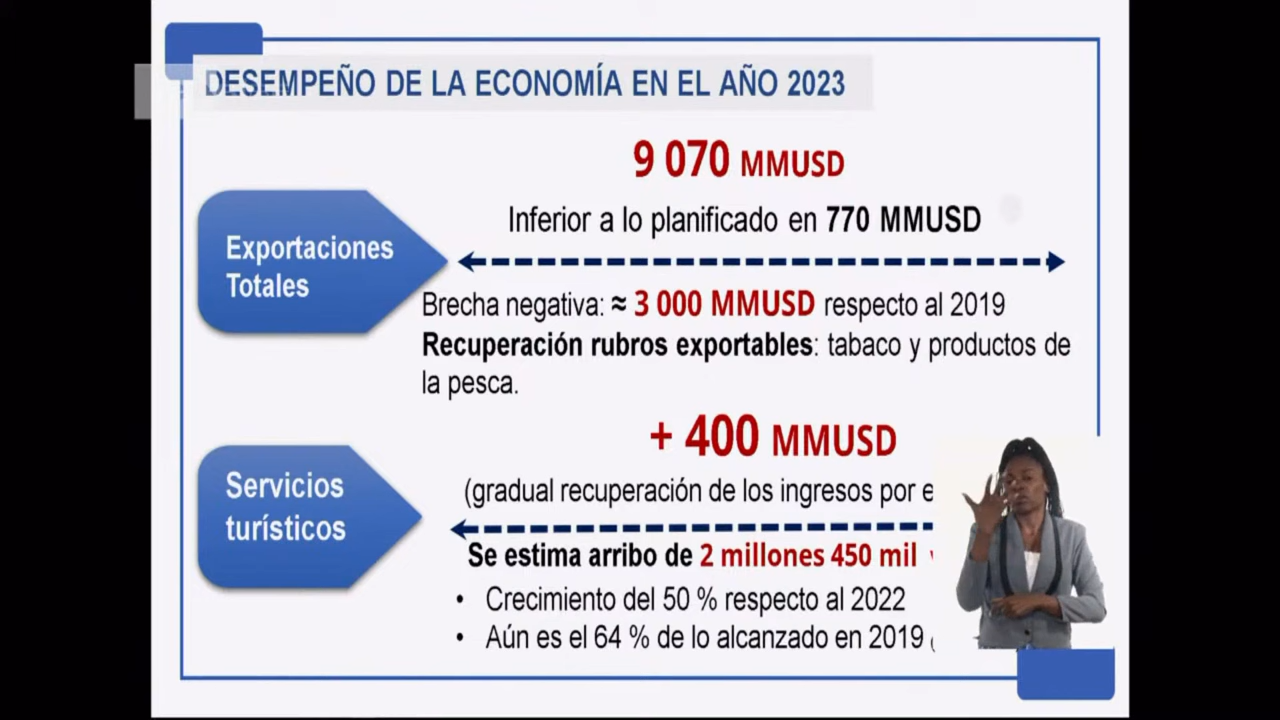 DESEMPEÑO DE LA ECONOMÍA EN EL AÑO 2023
9 070 MMUSD
Inferior a lo planificado en 770 MMUSD
Exportaciones
Totales
Brecha negativa: ≈ 3 000 MMUSD respecto al 2019
Recuperación rubros exportables: tabaco y productos de
la pesca.
+ 400 MMUSD
Servicios
turísticos
(gradual recuperación de los ingresos por
Se estima arribo de 2 millones 450 mil
• Crecimiento del 50 % respecto al 2022
• Aún es el 64 % de lo alcanzado en 2019